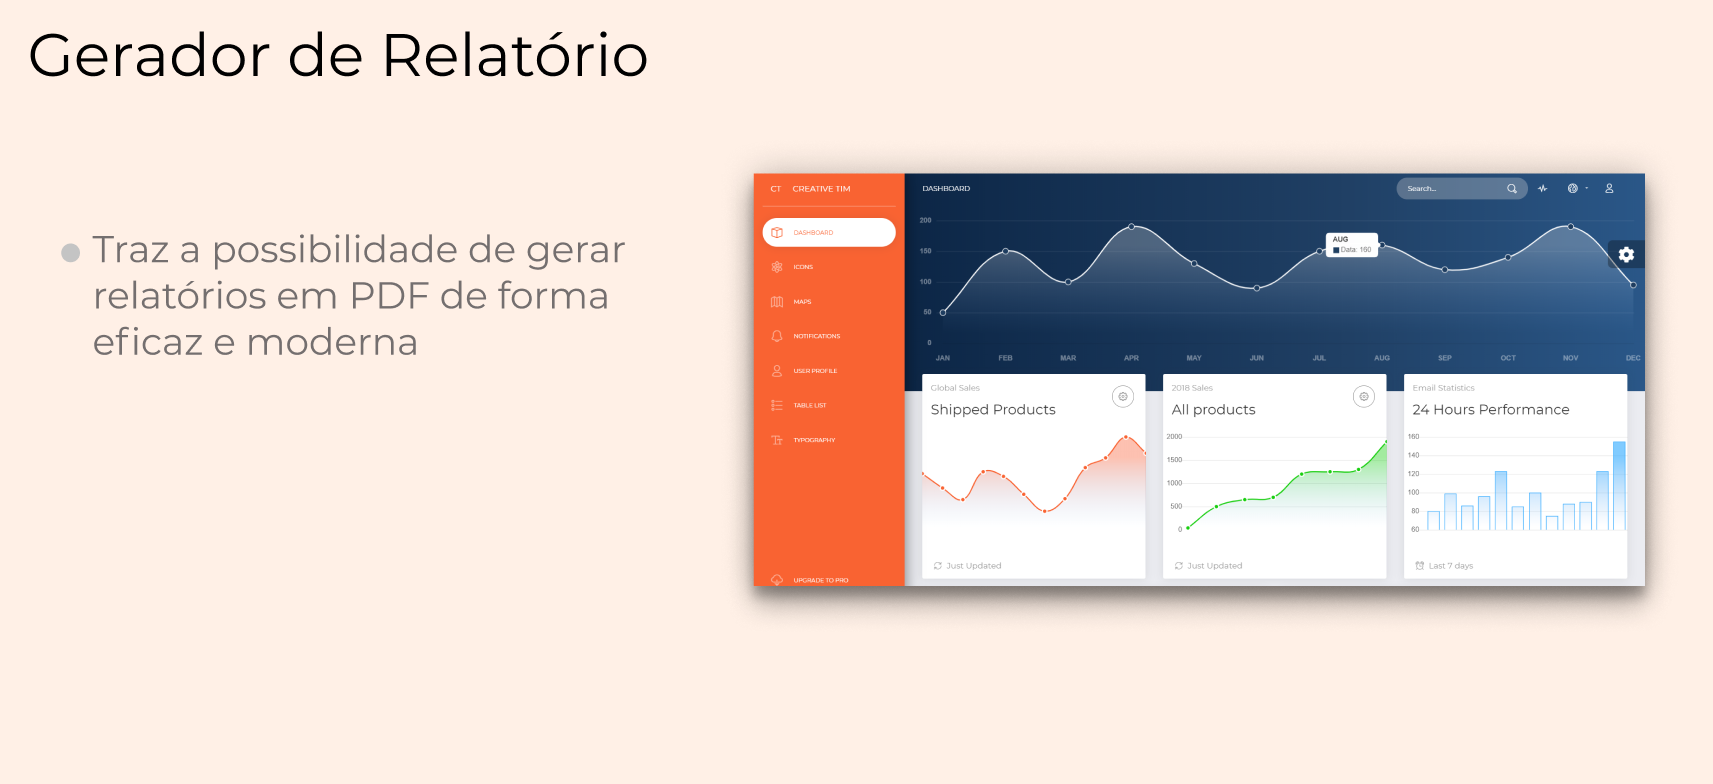 Gerador de Relatório
Traz a possibilidade de gerar
relatórios em PDF de forma
eficaz e moderna
CT CREATIVE TIM
DASHBOARD
ICONS
MAPS
NOTIFICATIONS
USER PROFILE
TABLE LIST
TYPOGRAPHY
UPGRADE TO PRO
DASHBOARD
Search...
200
150
100
50
0
AUG
Data: 160
JAN FEB MAR APR MAY JUN JUL AUG SEP OCT NOV DEC
Global Sales
Shipped Products
Just Updated
2018 Sales
All products
2000
1500
1000
500
0
Just Updated
Email Statistics
24 Hours Performance
160
140
120
100
80
60
Last 7 days